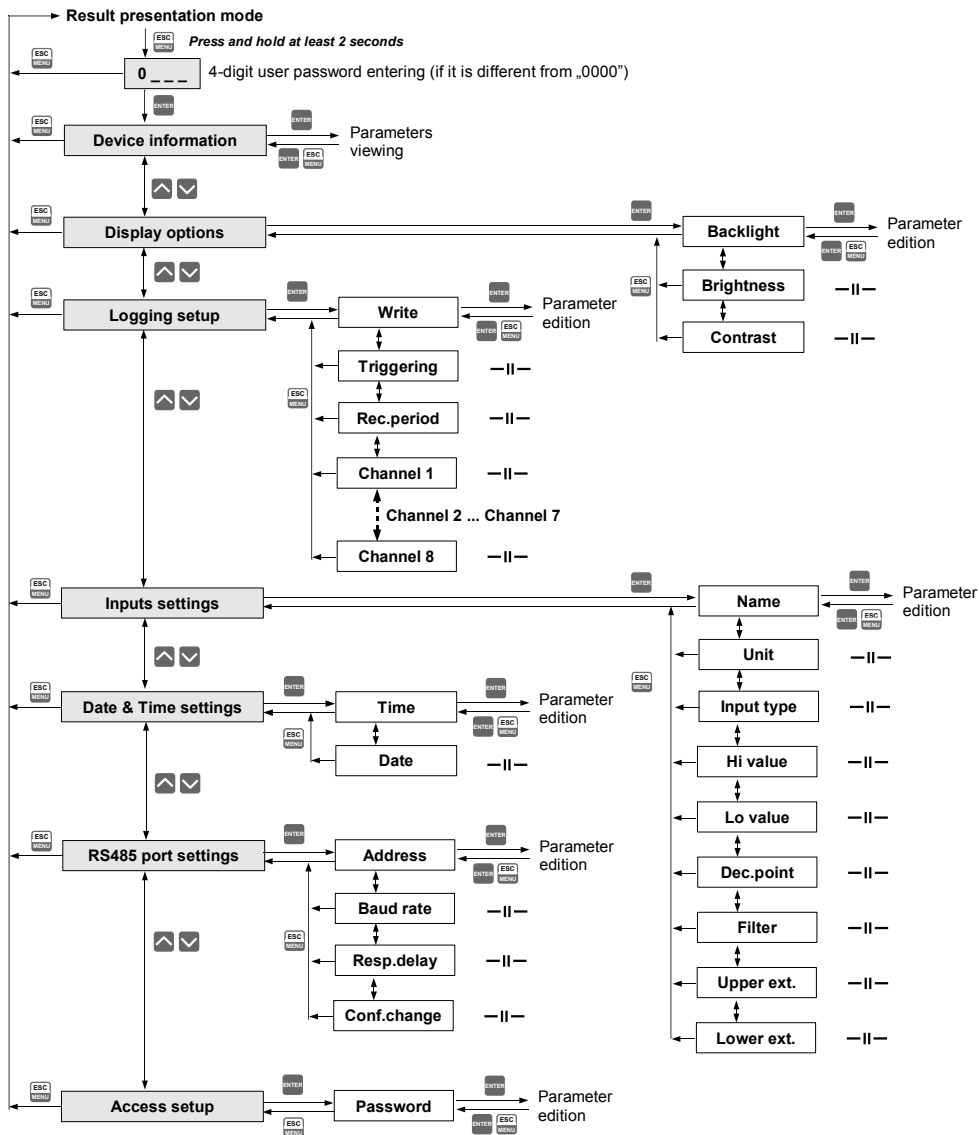 Result presentation mode
ESC MENU
Press and hold at least 2 seconds
ESC MENU
0 _ _ _
4-digit user password entering (if it is different from „0000")
ENTER
ESC MENU
Device information
ENTER
ENTER
ESC MENU
Parameters
viewing
ESC MENU
Display options
ENTER
Backlight
ENTER
ENTER
ESC MENU
Parameter
edition
ESC MENU
Brightness
—II—
Contrast
—II—
ESC MENU
Logging setup
ENTER
Write
ENTER
ENTER
ESC MENU
Parameter
edition
Triggering
—II—
ESC MENU
Rec.period
—II—
Channel 1
—II—
Channel 2 ... Channel 7
Channel 8
—II—
ESC MENU
Inputs settings
ENTER
Name
ENTER
ENTER
ESC MENU
Parameter
edition
Unit
—II—
ESC MENU
Input type
—II—
Hi value
—II—
Lo value
—II—
Dec.point
—II—
Filter
—II—
Upper ext.
—II—
Lower ext.
—II—
ESC MENU
Date & Time settings
ENTER
Time
ENTER
ENTER
ESC MENU
Parameter
edition
ESC MENU
Date
—II—
ESC MENU
RS485 port settings
ENTER
Address
ENTER
ENTER
ESC MENU
Parameter
edition
Baud rate
—II—
ESC MENU
Resp.delay
—II—
Conf.change
—II—
ESC MENU
Access setup
ENTER
ESC MENU
Password
ENTER
ENTER
ESC MENU
Parameter
edition